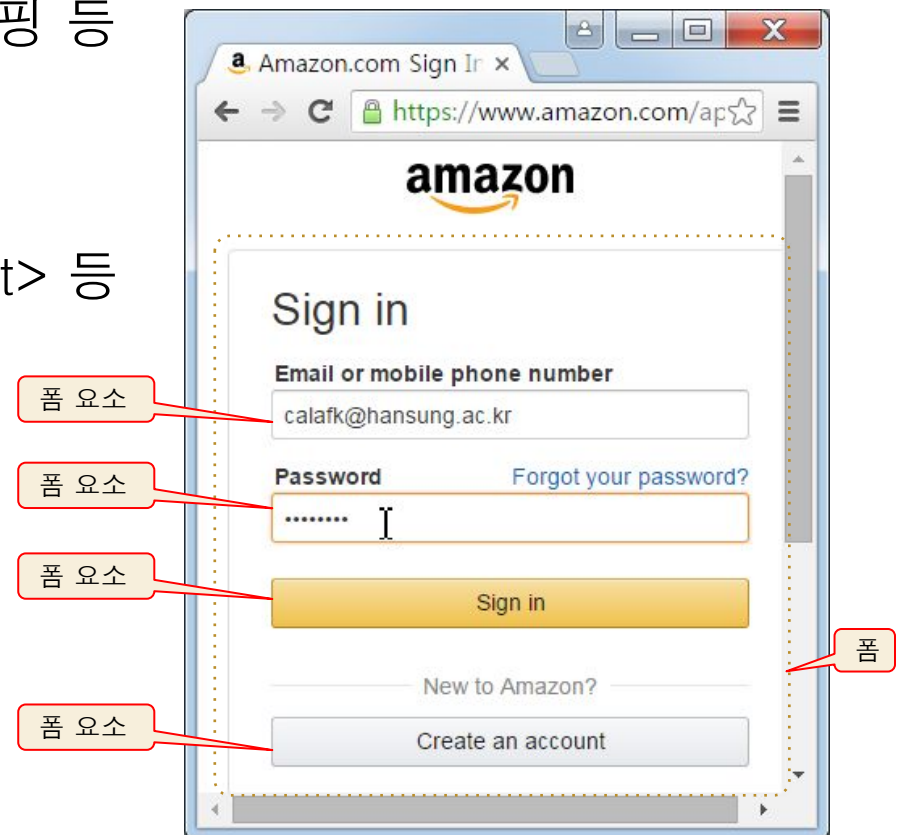 핑 등
Amazon.com Sign In
https://www.amazon.com/ap
amazon
t> 등
Sign in
Email or mobile phone number
폼 요소
calafk@hansung.ac.kr
Password Forgot your password?
폼 요소
••••••••
폼 요소
Sign in
폼
New to Amazon?
폼 요소
Create an account